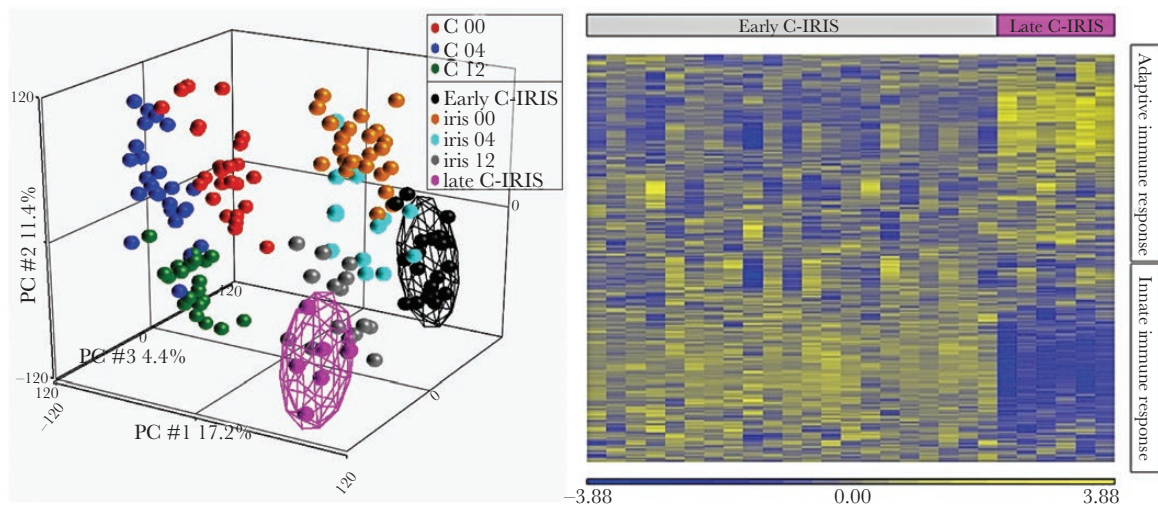 C 00
C 04
C 12
Early C-IRIS
iris 00
iris 04
iris 12
late C-IRIS
120
PC #2 11.4%
−120
120
−120
0
PC #3 4.4%
120
PC #1 17.2%
120
0
0
Early C-IRIS
Late C-IRIS
Adaptive immune response
Innate immune response
−3.88
0.00
3.88